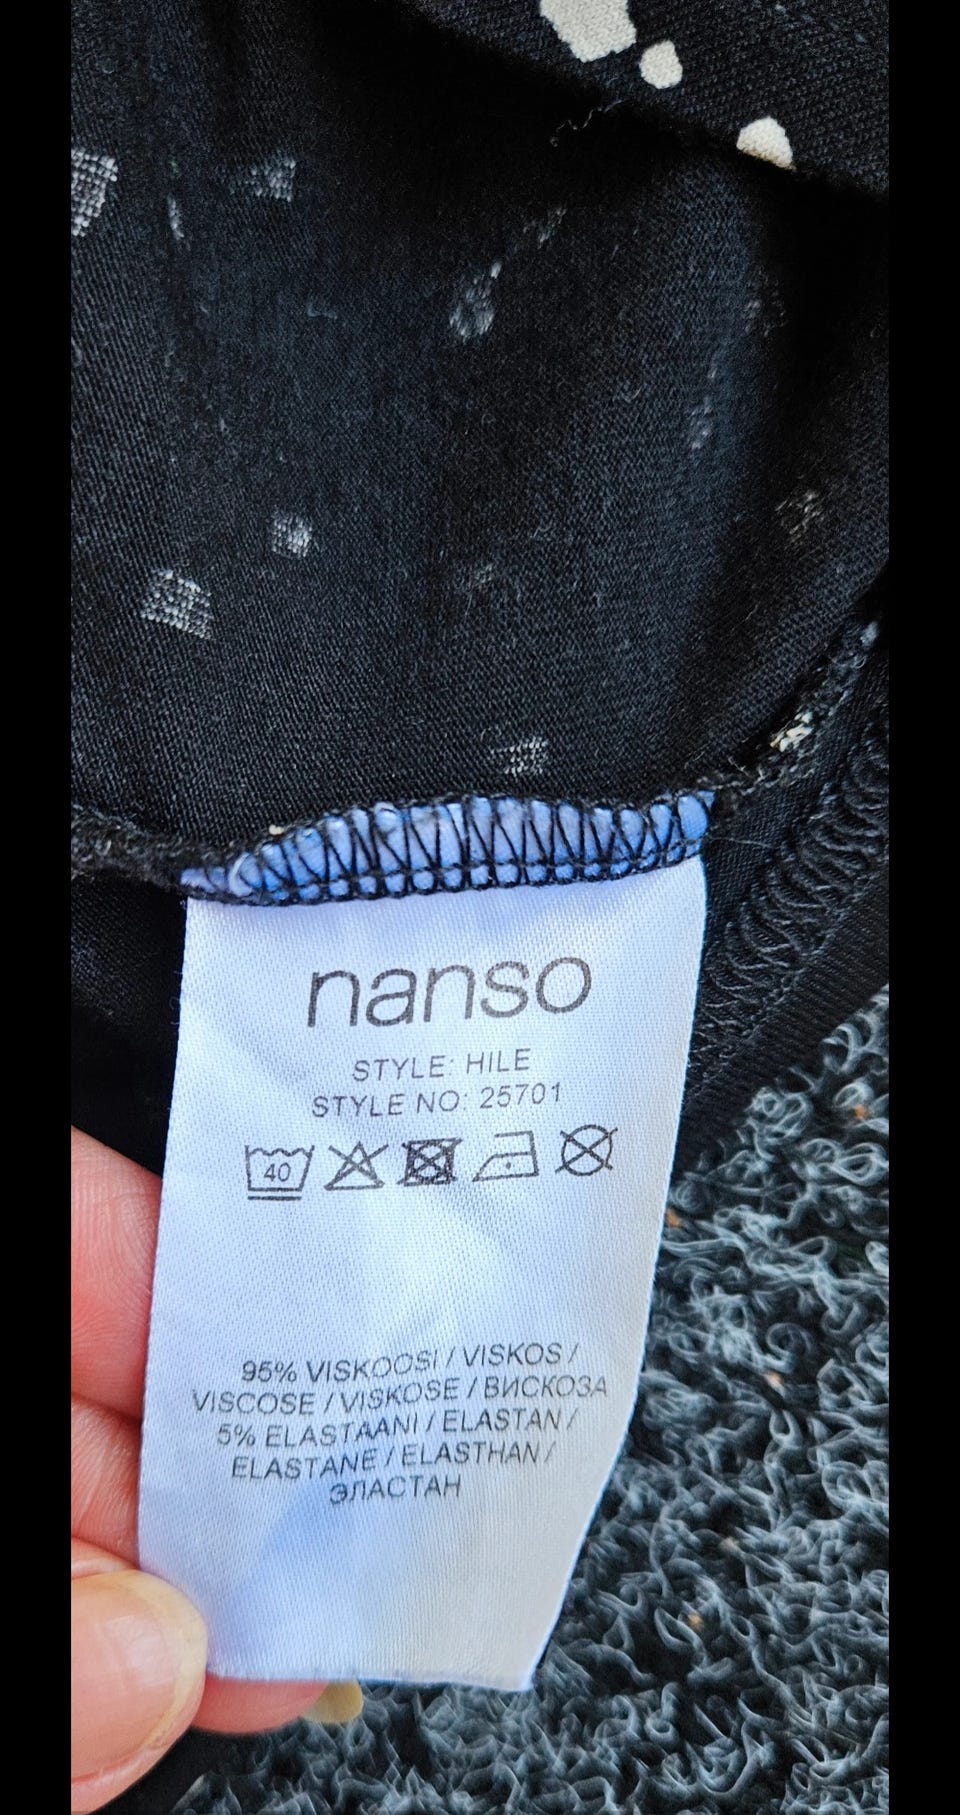 nanso
STYLE: HILE
STYLE NO: 25701
40
95% VISKOOSI / VISKOS /
VISCOSE / VISKOSE / ВИСКОЗА
5% ELASTAANI / ELASTAN /
ELASTANE / ELASTHAN /
ЭЛАСТАН